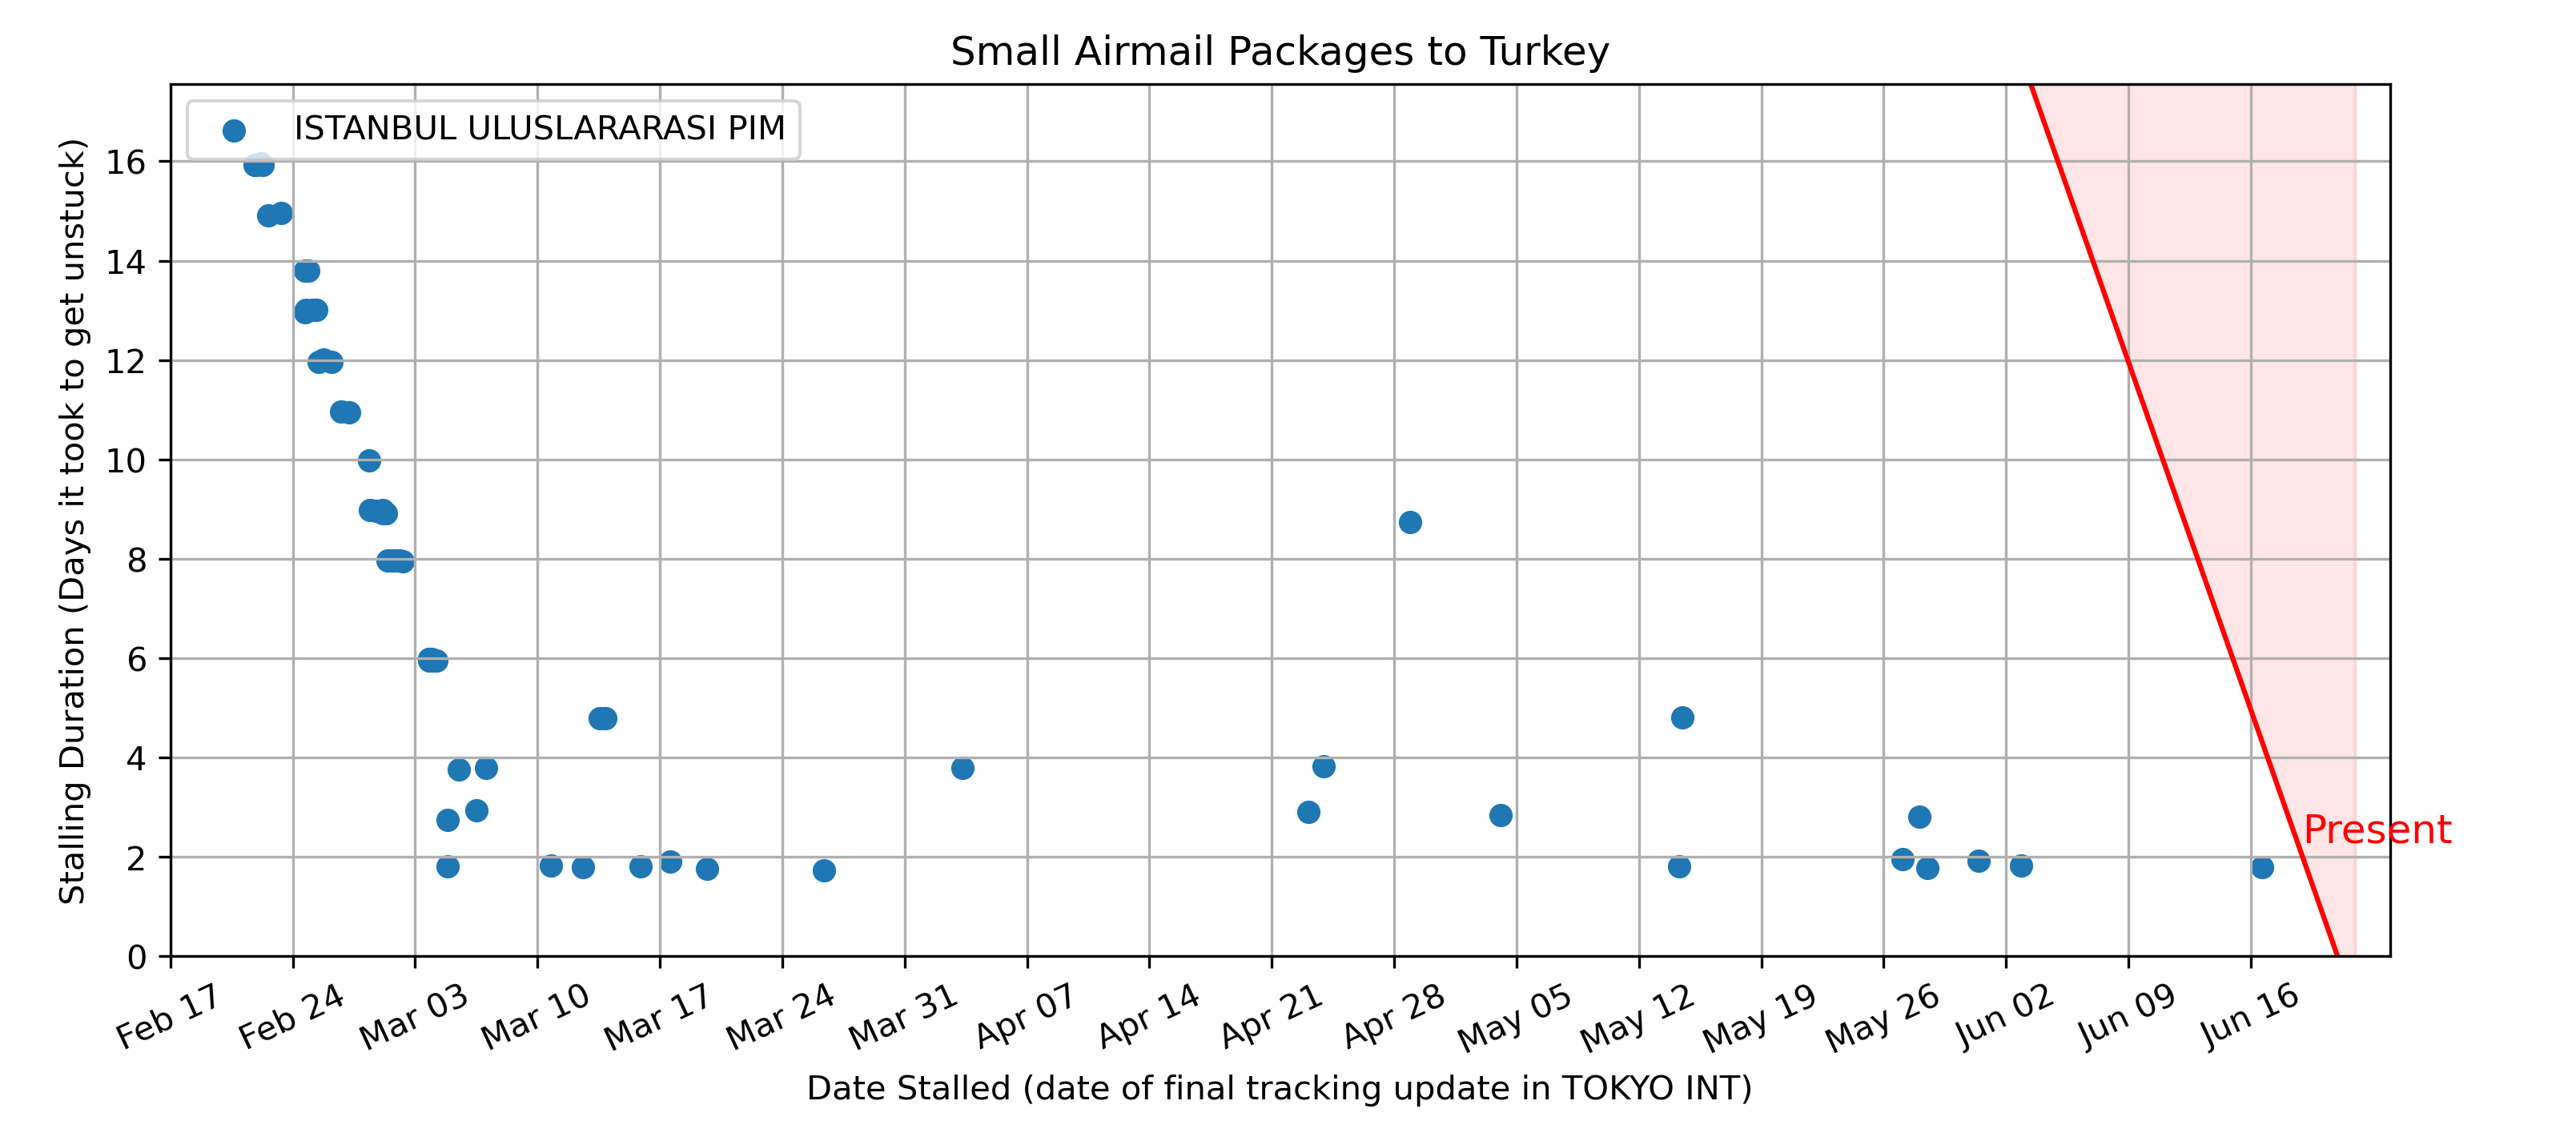 Small Airmail Packages to Turkey
ISTANBUL ULUSLARARASI PIM
Stalling Duration (Days it took to get unstuck)
16
14
12
10
8
6
4
2
0
Present
Feb 17
Feb 24
Mar 03
Mar 10
Mar 17
Mar 24
Mar 31
Apr 07
Apr 14
Apr 21
Apr 28
May 05
May 12
May 19
May 26
Jun 02
Jun 09
Jun 16
Date Stalled (date of final tracking update in TOKYO INT)